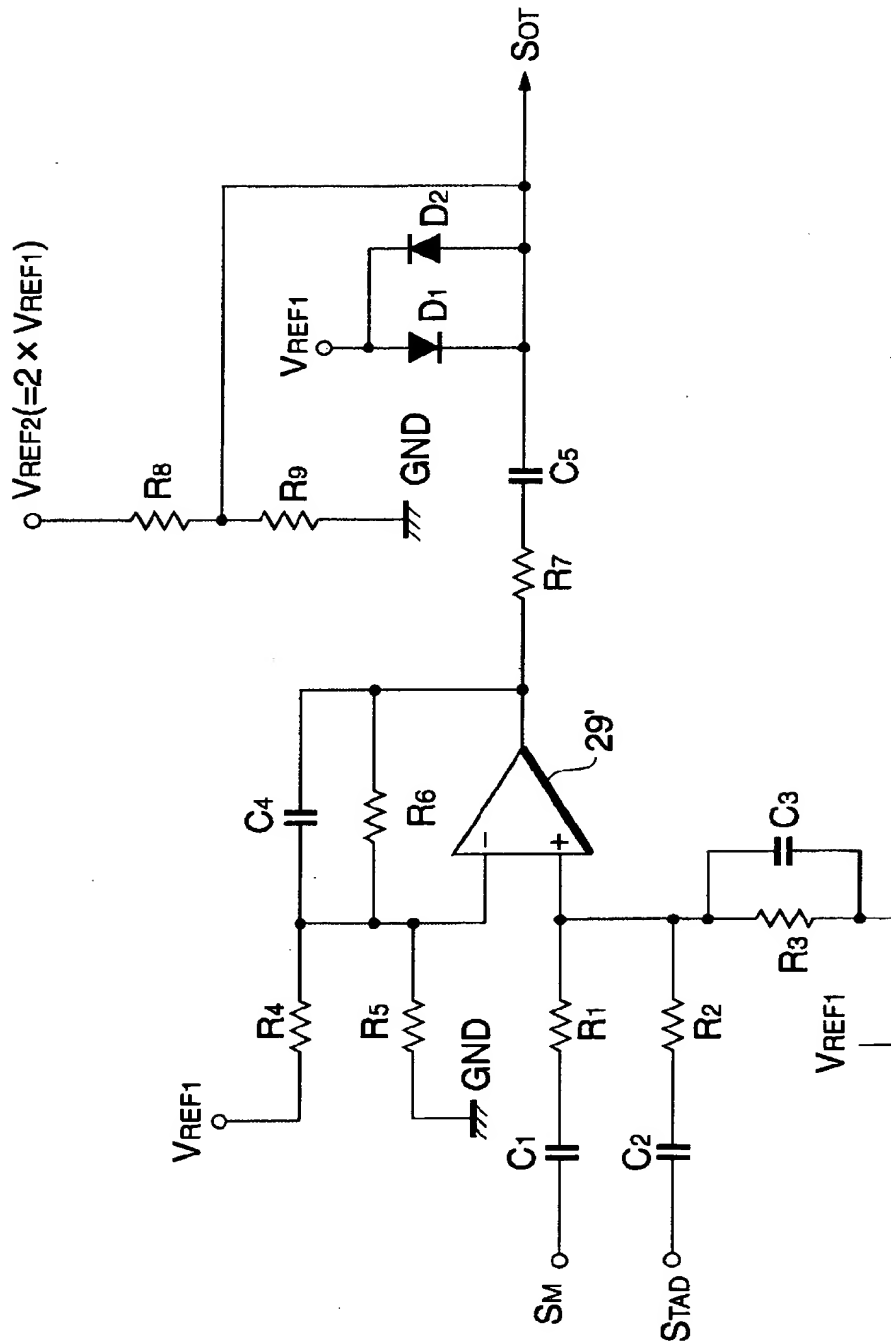 VREF2(=2 × VREF1)
R8
R9
GND
VREF1
D1
D2
SOT
C5
R7
C4
R6
29'
-
+
VREF1
R4
R5
GND
C1
R1
SM
C2
R2
STAD
R3
C3
VREF1